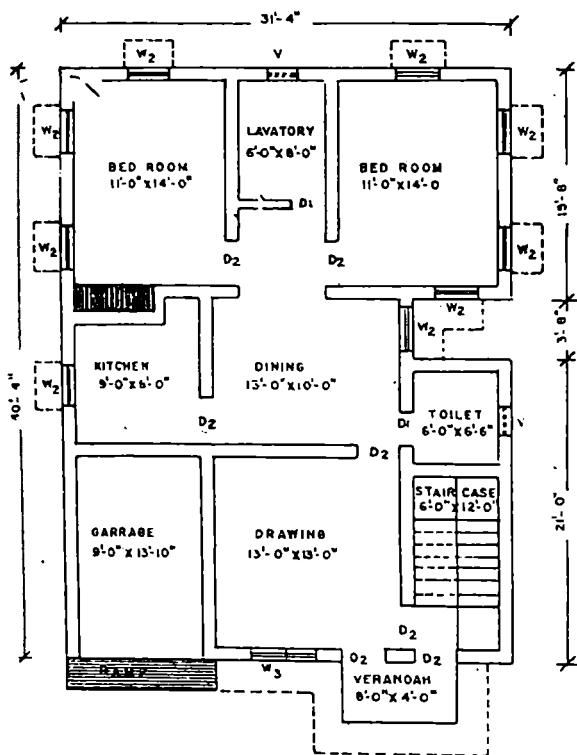 31'-4"
W2
V
W2
W2
LAVATORY
6'-0"X8'-0"
W2
BED ROOM
11'-0"X14'-0"
BED ROOM
11'-0"X14'-0
15'-8"
D1
W2
D2
D2
W2
W2
W2
3'-8"
KITCHEN
9'-0"X8'-0"
DINING
13'-0"X10'-0"
W2
40'-4"
D2
D1
TOILET
6'-0"X6'-6"
V
D2
STAIR CASE
6'-0"X12'-0'
21'-0"
GARRAGE
9'-0"X13'-10"
DRAWING
13'-0"X13'-0"
D2
W3
D2
D2
RAMP
VERANOAH
8'-0"X4'-0"